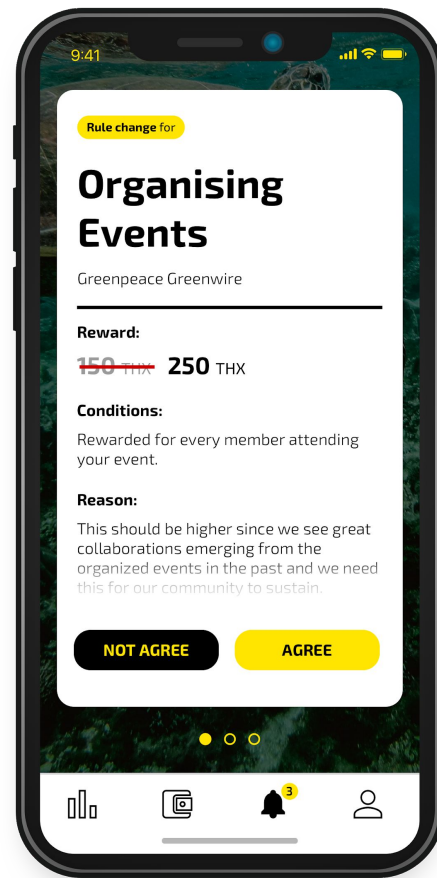 9:41
Rule change for
Organising
Events
Greenpeace Greenwire
Reward:
150 THX 250 THX
Conditions:
Rewarded for every member attending
your event.
Reason:
This should be higher since we see great
collaborations emerging from the
organized events in the past and we need
this for our community to sustain.
NOT AGREE AGREE
3